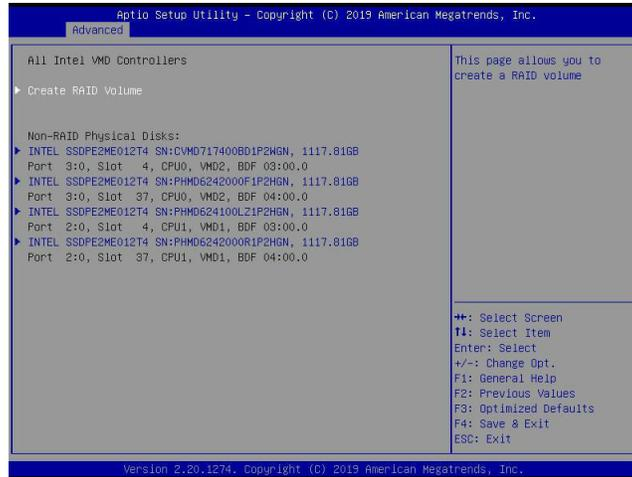 Aptio Setup Utility – Copyright (C) 2019 American Megatrends, Inc.
Advanced
All Intel VMD Controllers
Create RAID Volume
Non-RAID Physical Disks:
INTEL SSDPE2ME012T4 SN:CVMD717400BD1P2WGN, 1117.81GB
Port 3:0, Slot 4, CPU0, VMD2, BDF 03:00.0
INTEL SSDPE2ME012T4 SN:PHMD6242000F1P2HGN, 1117.81GB
Port 3:0, Slot 37, CPU0, VMD2, BDF 04:00.0
INTEL SSDPE2ME012T4 SN:PHMD624100LZ1P2HGN, 1117.81GB
Port 2:0, Slot 4, CPU1, VMD1, BDF 03:00.0
INTEL SSDPE2ME012T4 SN:PHMD6242000R1P2HGN, 1117.81GB
Port 2:0, Slot 37, CPU1, VMD1, BDF 04:00.0
This page allows you to
create a RAID volume
→←: Select Screen
↑↓: Select Item
Enter: Select
+/-: Change Opt.
F1: General Help
F2: Previous Values
F3: Optimized Defaults
F4: Save & Exit
ESC: Exit
Version 2.20.1274. Copyright (C) 2019 American Megatrends, Inc.